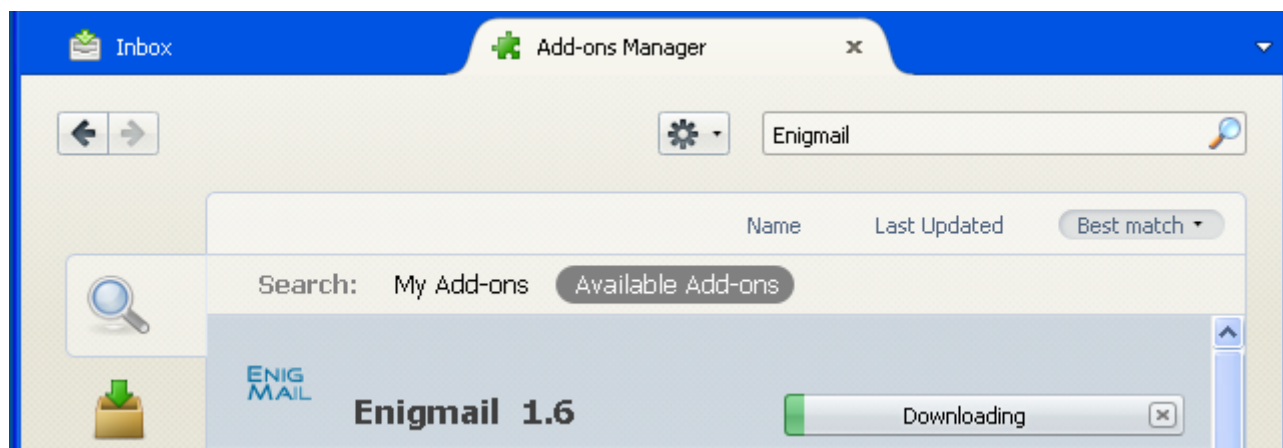 Inbox Add-ons Manager
Enigmail
Name Last Updated Best match
Search: My Add-ons Available Add-ons
ENIG
MAIL
Enigmail 1.6 Downloading